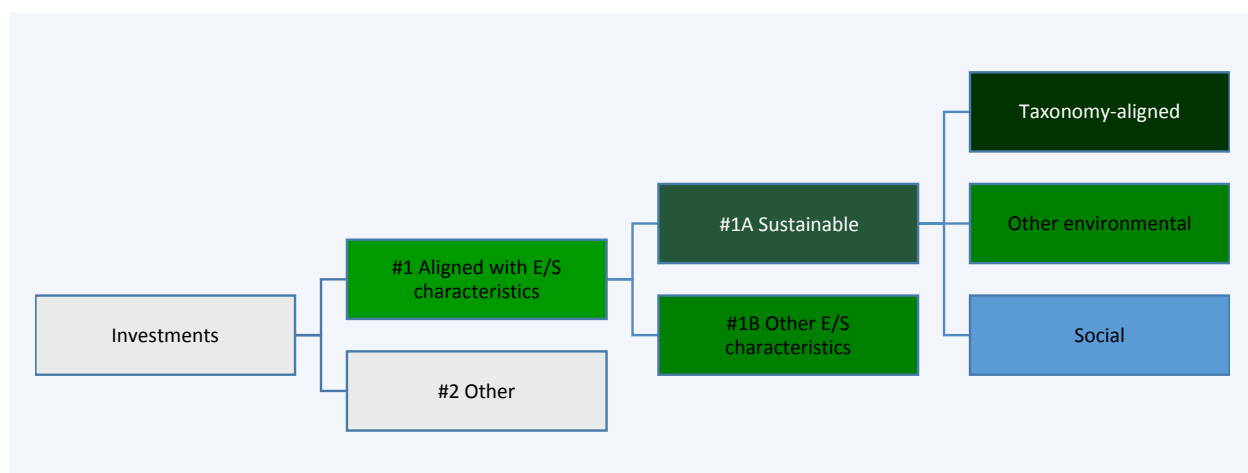 Investments
#1 Aligned with E/S
characteristics
#2 Other
#1A Sustainable
#1B Other E/S
characteristics
Taxonomy-aligned
Other environmental
Social